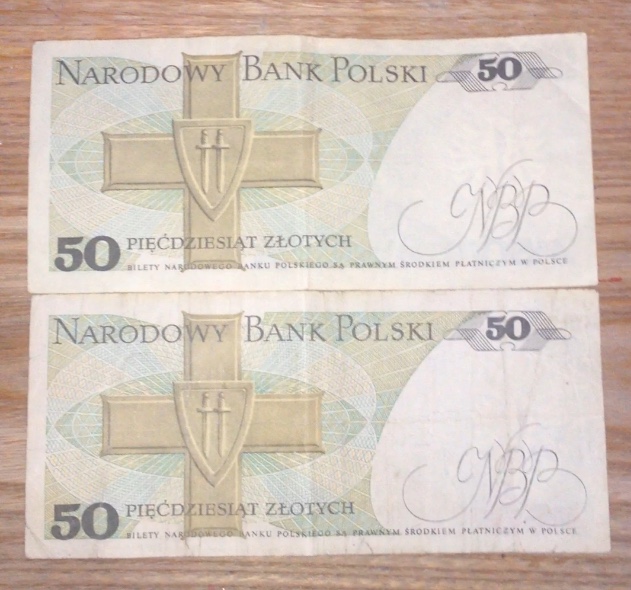 NARODOWY BANK POLSKI 50
NBP
50 PIĘĆDZIESIĄT ZŁOTYCH
BILETY NARODOWEGO BANKU POLSKIEGO SĄ PRAWNYM ŚRODKIEM PŁATNICZYM W POLSCE
NARODOWY BANK POLSKI 50
NBP
50 PIĘĆDZIESIĄT ZŁOTYCH
BILETY NARODOWEGO BANKU POLSKIEGO SĄ PRAWNYM ŚRODKIEM PŁATNICZYM W POLSCE